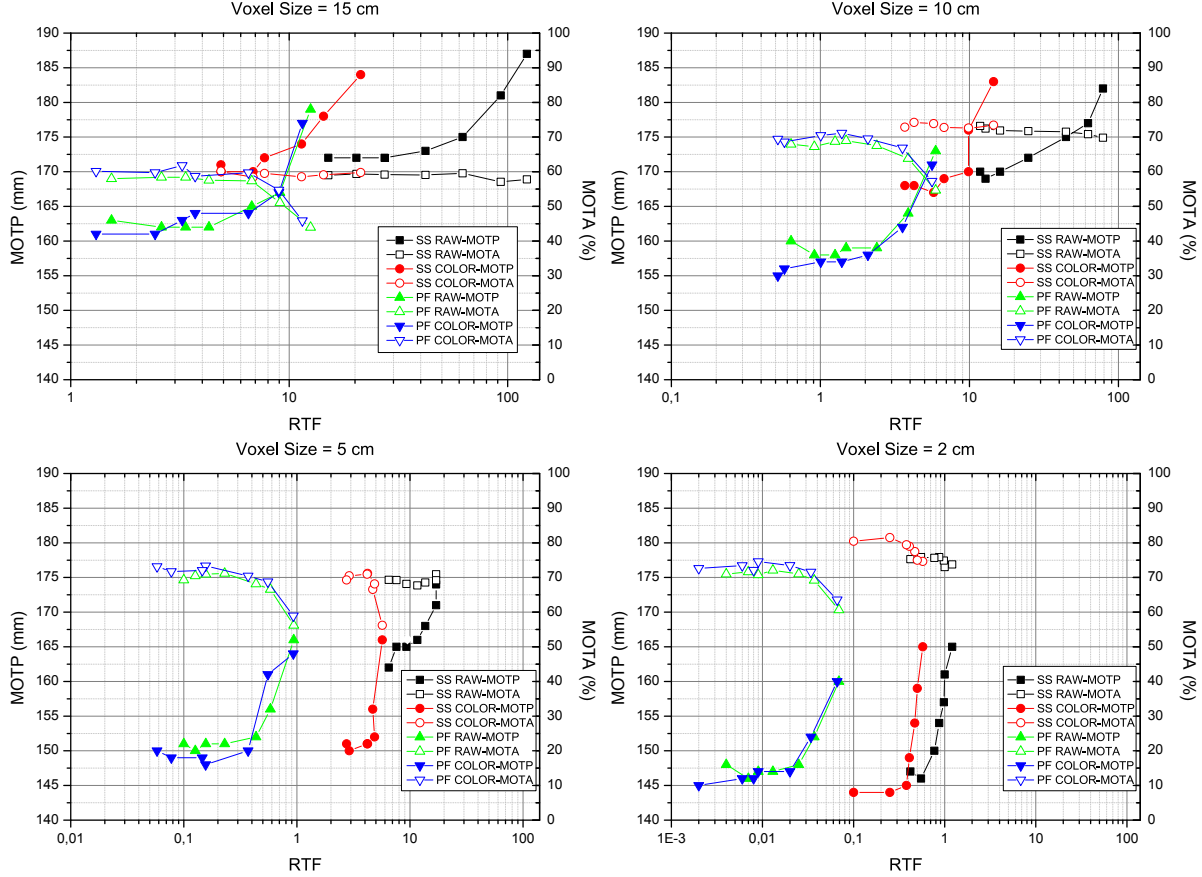 Voxel Size = 15 cm
190
185
180
175
170
165
160
155
150
145
140
MOTP (mm)
100
90
80
70
60
50
40
30
20
10
0
MOTA (%)
SS RAW-MOTP
SS RAW-MOTA
SS COLOR-MOTP
SS COLOR-MOTA
PF RAW-MOTP
PF RAW-MOTA
PF COLOR-MOTP
PF COLOR-MOTA
1 10 100
RTF
Voxel Size = 10 cm
190
185
180
175
170
165
160
155
150
145
140
MOTP (mm)
100
90
80
70
60
50
40
30
20
10
0
MOTA (%)
SS RAW-MOTP
SS RAW-MOTA
SS COLOR-MOTP
SS COLOR-MOTA
PF RAW-MOTP
PF RAW-MOTA
PF COLOR-MOTP
PF COLOR-MOTA
0,1 1 10 100
RTF
Voxel Size = 5 cm
190
185
180
175
170
165
160
155
150
145
140
MOTP (mm)
100
90
80
70
60
50
40
30
20
10
0
MOTA (%)
SS RAW-MOTP
SS RAW-MOTA
SS COLOR-MOTP
SS COLOR-MOTA
PF RAW-MOTP
PF RAW-MOTA
PF COLOR-MOTP
PF COLOR-MOTA
0,01 0,1 1 10 100
RTF
Voxel Size = 2 cm
190
185
180
175
170
165
160
155
150
145
140
MOTP (mm)
100
90
80
70
60
50
40
30
20
10
0
MOTA (%)
SS RAW-MOTP
SS RAW-MOTA
SS COLOR-MOTP
SS COLOR-MOTA
PF RAW-MOTP
PF RAW-MOTA
PF COLOR-MOTP
PF COLOR-MOTA
1E-3 0,01 0,1 1 10 100
RTF